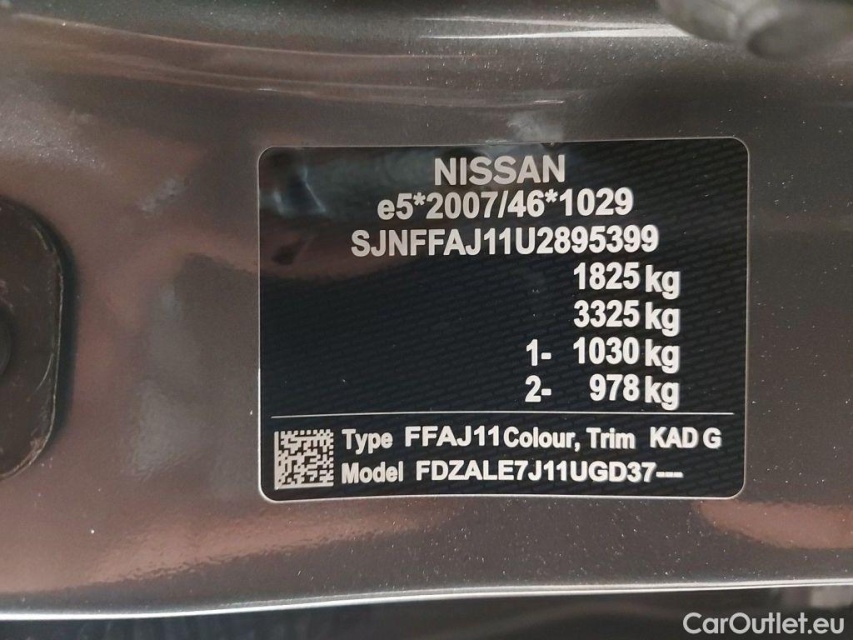 NISSAN
e5*2007/46*1029
SJNFFAJ11U2895399
1825 kg
3325 kg
1- 1030 kg
2- 978 kg
Type FFAJ11 Colour, Trim KAD G
Model FDZALE7J11UGD37---
CarOutlet.eu